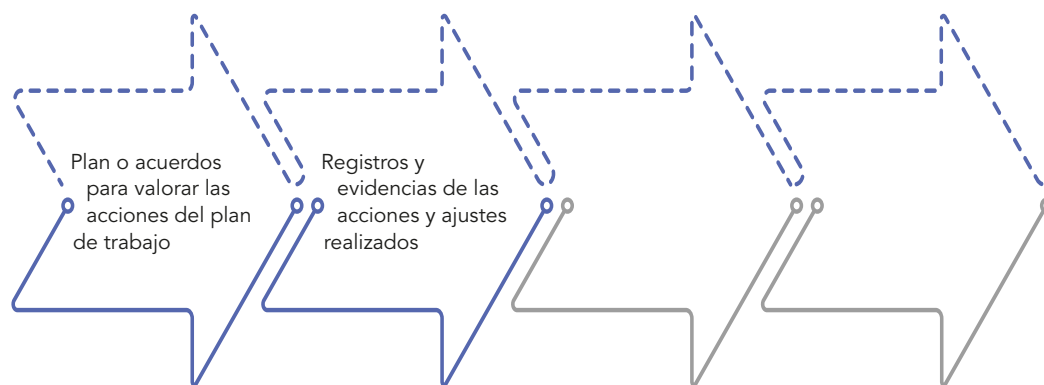 Plan o acuerdos
para valorar las
acciones del plan
de trabajo
Registros y
evidencias de las
acciones y ajustes
realizados